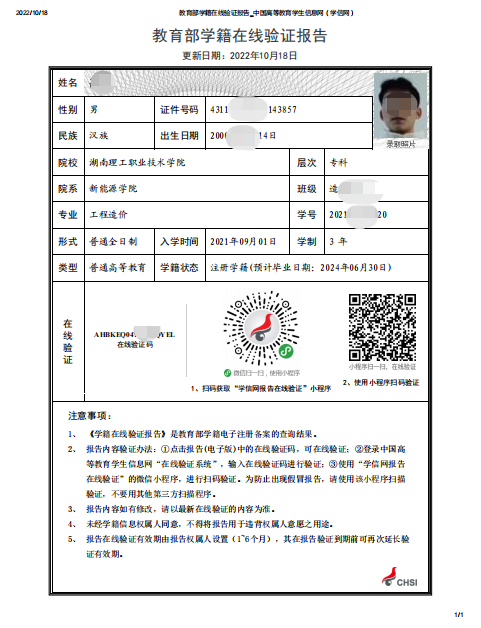 2022/10/18 教育部学籍在线验证报告_中国高等教育学生信息网（学信网）
教育部学籍在线验证报告
更新日期：2022年10月18日
姓名
性别 男 证件号码 4311 143857
民族 汉族 出生日期 200 14日
录取照片
院校 湖南理工职业技术学院 层次 专科
院系 新能源学院 班级 造
专业 工程造价 学号 2021 20
形式 普通全日制 入学时间 2021年09月01日 学制 3 年
类型 普通高等教育 学籍状态 注册学籍(预计毕业日期：2024年06月30日)
在线验证
AHBKEQ04 YEL
在线验证码
微信扫一扫，使用小程序
小程序扫一扫，在线验证
1、扫码获取“学信网报告在线验证”小程序
2、使用小程序扫码验证
注意事项：
1、 《学籍在线验证报告》是教育部学籍电子注册备案的查询结果。
2、 报告内容验证办法：①点击报告(电子版)中的在线验证码，可在线验证；②登录中国高
等教育学生信息网“在线验证系统”，输入在线验证码进行验证；③使用“学信网报告
在线验证”的微信小程序，进行扫码验证。为防止出现假冒报告，请使用该小程序扫描
验证，不要用其他第三方扫描程序。
3、 报告内容如有修改，请以最新在线验证的内容为准。
4、 未经学籍信息权属人同意，不得将报告用于违背权属人意愿之用途。
5、 报告在线验证有效期由报告权属人设置（1~6个月），其在报告验证到期前可再次延长验
证有效期。
CHSI
1/1